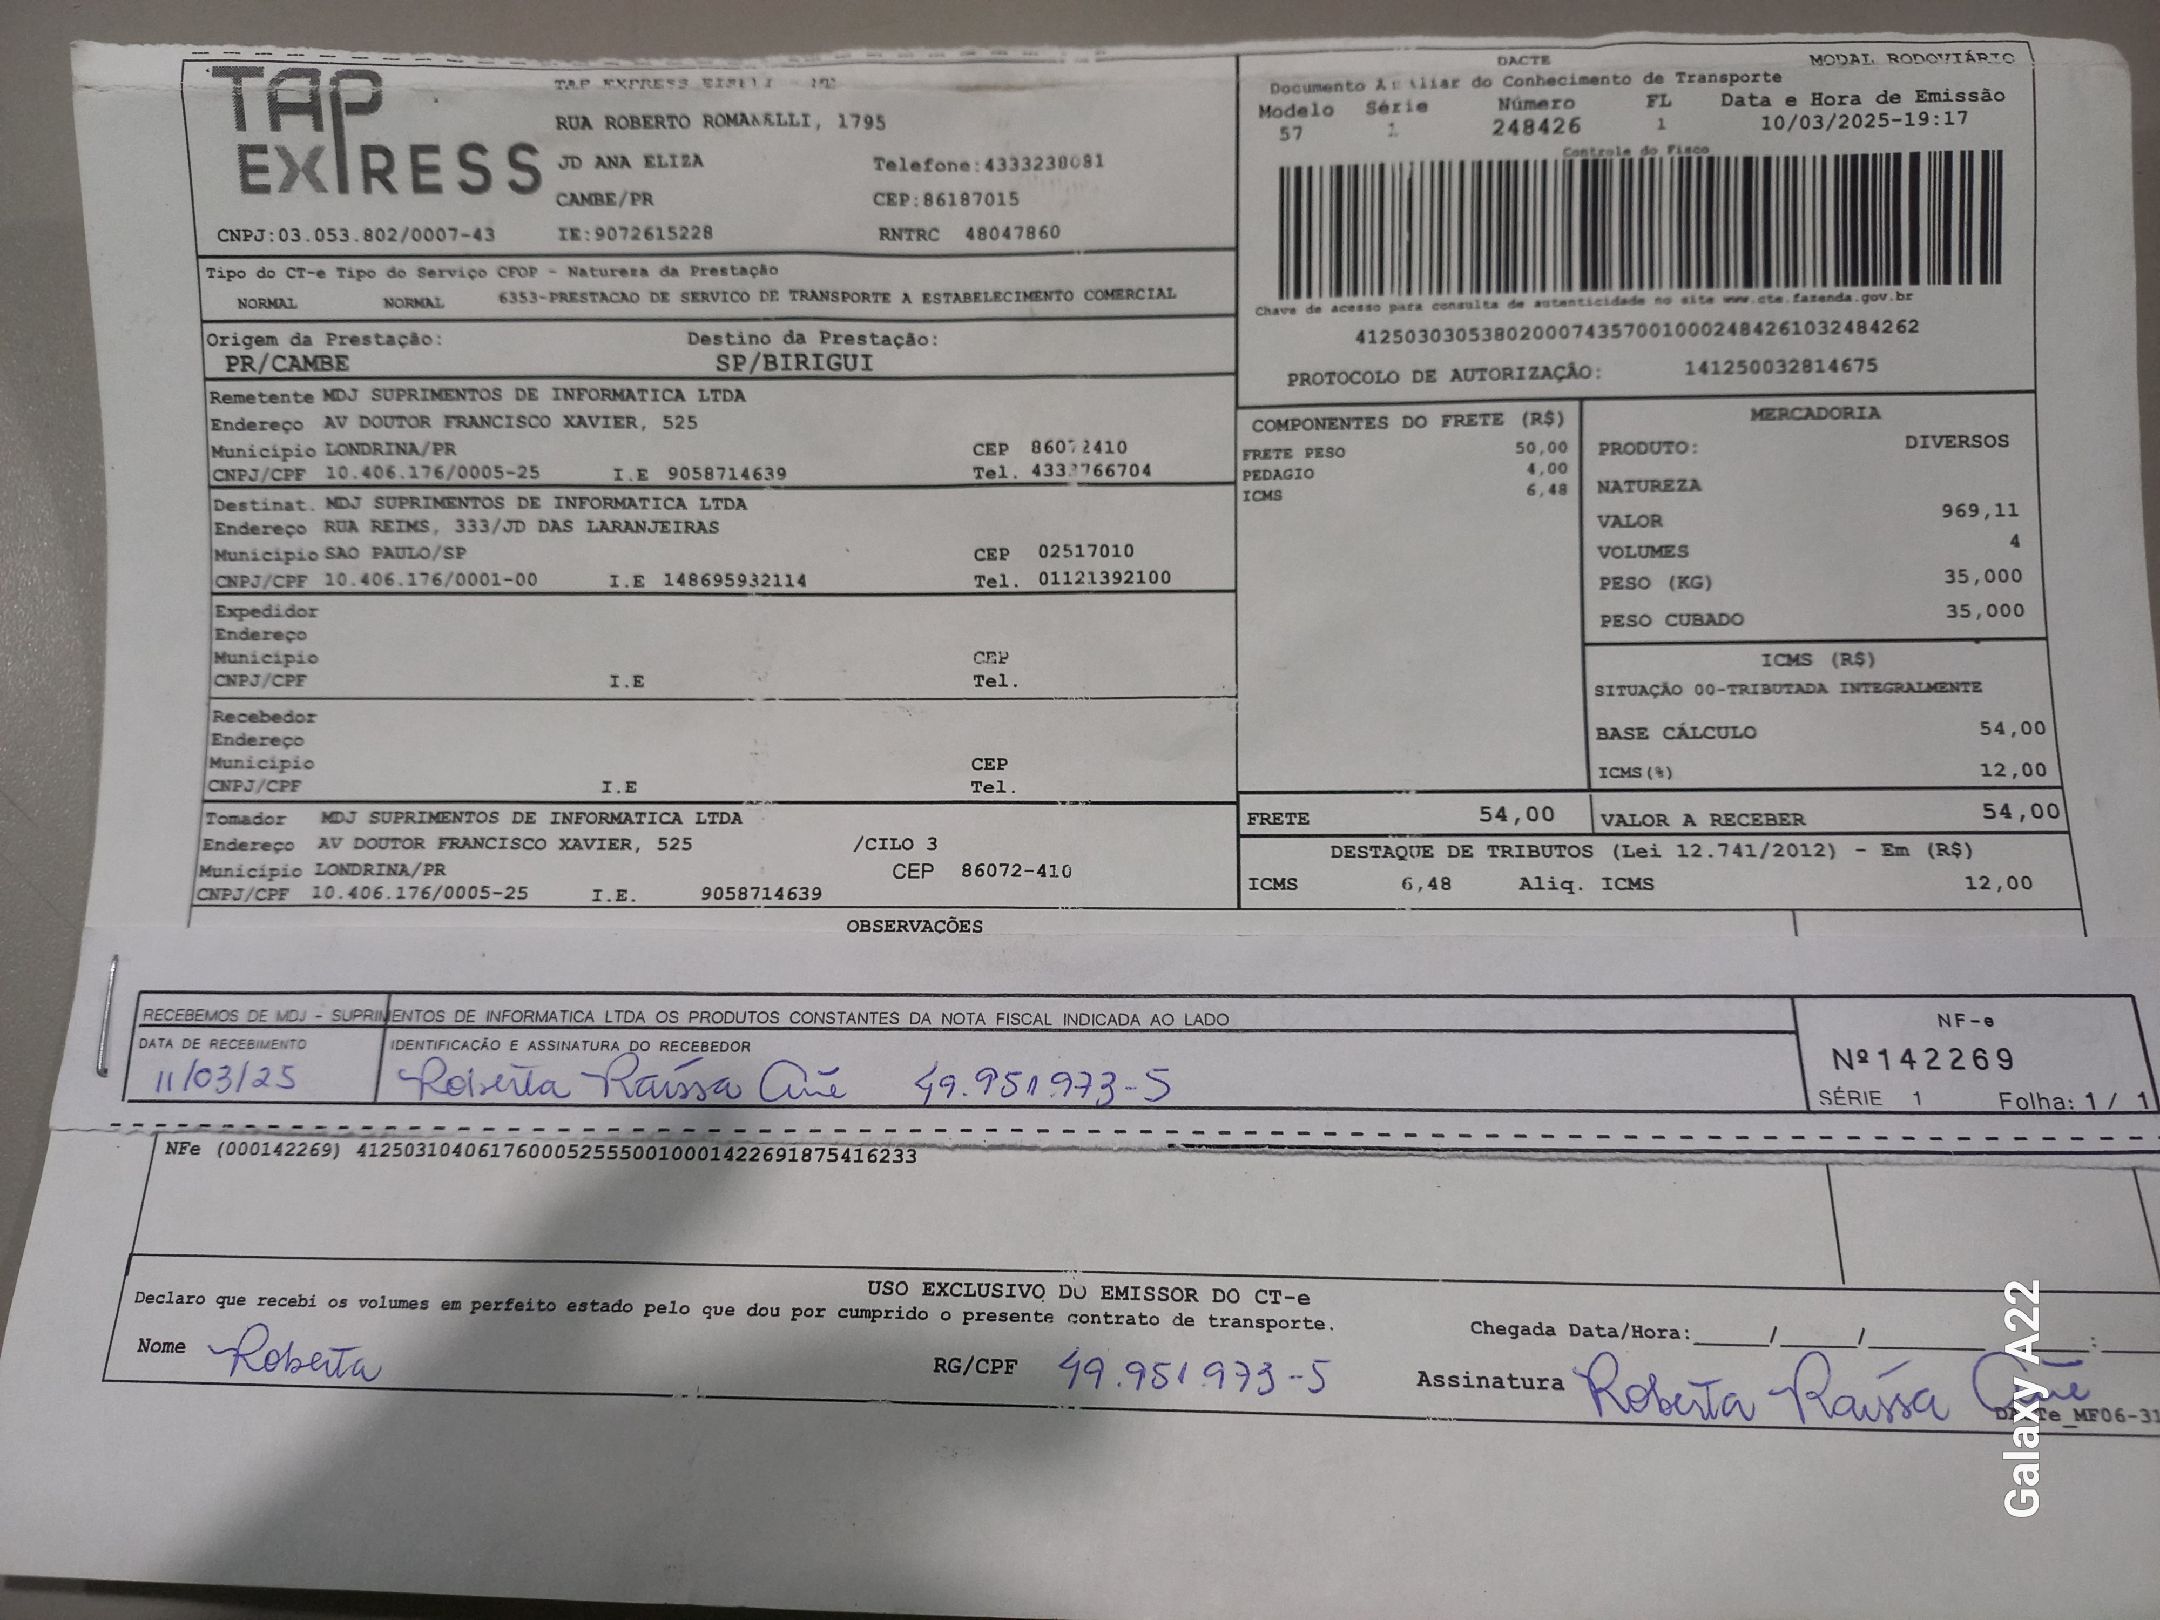 TAP EXPRESS
TAP EXPRESS EIRELI
RUA ROBERTO ROMANELLI, 1795
JD ANA ELIZA Telefone:4333238081
CAMBE/PR CEP:86187015
CNPJ:03.053.802/0007-43 IE:9072615228 RNTRC 48047860
DACTE MODAL RODOVIÁRIO
Documento Auxiliar do Conhecimento de Transporte
Modelo Série Número FL Data e Hora de Emissão
57 1 248426 1 10/03/2025-19:17
Controle do Fisco
Chave de acesso para consulta de autenticidade no site www.cte.fazenda.gov.br
41250303053802000743570010002484261032484262
PROTOCOLO DE AUTORIZAÇÃO: 141250032814675
Tipo do CT-e Tipo do Serviço CFOP - Natureza da Prestação
NORMAL NORMAL 6353-PRESTACAO DE SERVICO DE TRANSPORTE A ESTABELECIMENTO COMERCIAL
Origem da Prestação: Destino da Prestação:
PR/CAMBE SP/BIRIGUI
Remetente MDJ SUPRIMENTOS DE INFORMATICA LTDA
Endereço AV DOUTOR FRANCISCO XAVIER, 525
Município LONDRINA/PR CEP 86072410
CNPJ/CPF 10.406.176/0005-25 I.E 9058714639 Tel. 4333766704
Destinat. MDJ SUPRIMENTOS DE INFORMATICA LTDA
Endereço RUA REIMS, 333/JD DAS LARANJEIRAS
Município SAO PAULO/SP CEP 02517010
CNPJ/CPF 10.406.176/0001-00 I.E 148695932114 Tel. 01121392100
Expedidor
Endereço
Município CEP
CNPJ/CPF I.E Tel.
Recebedor
Endereço
Município CEP
CNPJ/CPF I.E Tel.
Tomador MDJ SUPRIMENTOS DE INFORMATICA LTDA
Endereço AV DOUTOR FRANCISCO XAVIER, 525 /CILO 3
Município LONDRINA/PR CEP 86072-410
CNPJ/CPF 10.406.176/0005-25 I.E. 9058714639
COMPONENTES DO FRETE (R$)
FRETE PESO 50,00
PEDAGIO 4,00
ICMS 6,48
MERCADORIA
PRODUTO: DIVERSOS
NATUREZA
VALOR 969,11
VOLUMES 4
PESO (KG) 35,000
PESO CUBADO 35,000
ICMS (R$)
SITUAÇÃO 00-TRIBUTADA INTEGRALMENTE
BASE CÁLCULO 54,00
ICMS(%) 12,00
FRETE 54,00 VALOR A RECEBER 54,00
DESTAQUE DE TRIBUTOS (Lei 12.741/2012) - Em (R$)
ICMS 6,48 Aliq. ICMS 12,00
OBSERVAÇÕES
RECEBEMOS DE MDJ - SUPRIMENTOS DE INFORMATICA LTDA OS PRODUTOS CONSTANTES DA NOTA FISCAL INDICADA AO LADO
DATA DE RECEBIMENTO IDENTIFICAÇÃO E ASSINATURA DO RECEBEDOR
11/03/25 Roberta Raíssa 49.951.973-5
NF-e
Nº142269
SÉRIE 1 Folha: 1 / 1
NFe (000142269) 41250310406176000525550010001422691875416233
USO EXCLUSIVO DO EMISSOR DO CT-e
Declaro que recebi os volumes em perfeito estado pelo que dou por cumprido o presente contrato de transporte.
Chegada Data/Hora:____/____/______:
Nome Roberta RG/CPF 49.951.973-5 Assinatura Roberta Raíssa
Galaxy A22